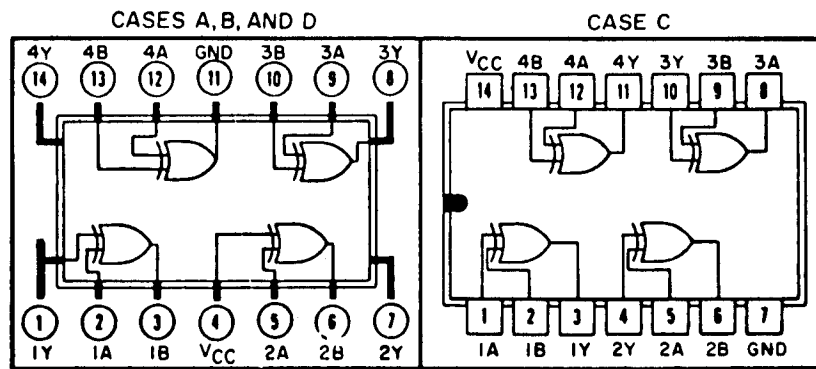 CASES A, B, AND D
4Y 4B 4A GND 3B 3A 3Y
14 13 12 11 10 9 8
1 2 3 4 5 6 7
1Y 1A 1B VCC 2A 2B 2Y
CASE C
VCC 4B 4A 4Y 3Y 3B 3A
14 13 12 11 10 9 8
1 2 3 4 5 6 7
1A 1B 1Y 2Y 2A 2B GND